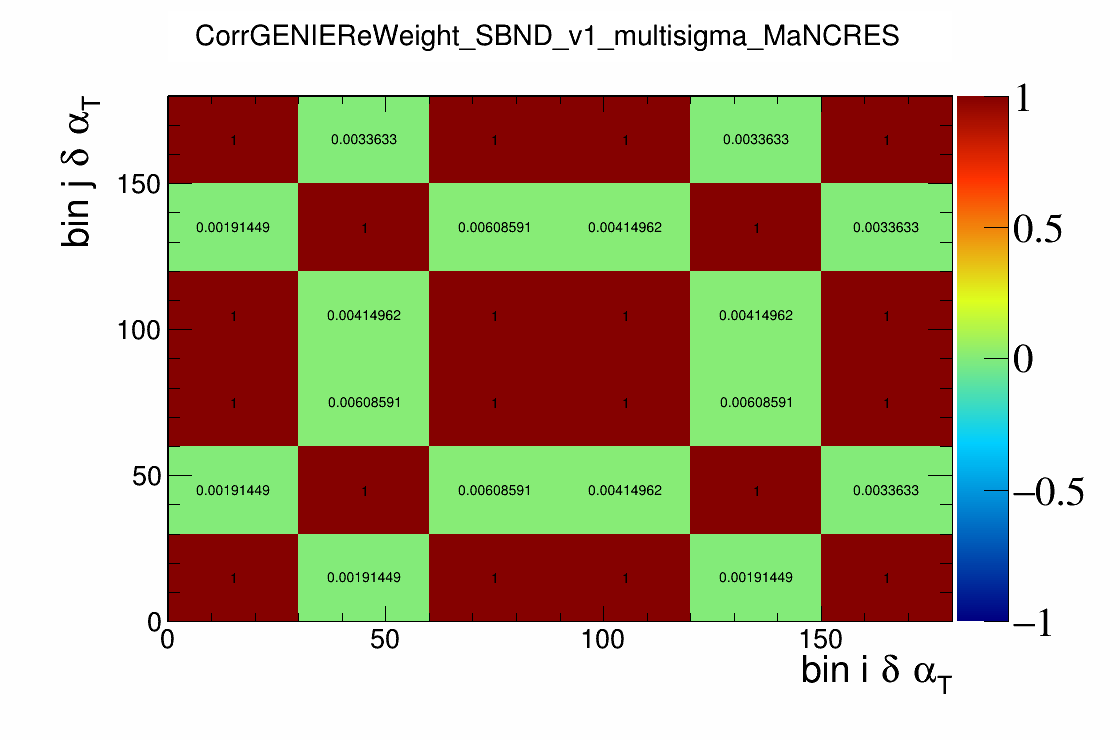 CorrGENIEReWeight_SBND_v1_multisigma_MaNCRES
bin j δ α_T
150
100
50
0
1 0.0033633 1 1 0.0033633 1
0.00191449 1 0.00608591 0.00414962 1 0.0033633
1 0.00414962 1 1 0.00414962 1
1 0.00608591 1 1 0.00608591 1
0.00191449 1 0.00608591 0.00414962 1 0.0033633
1 0.00191449 1 1 0.00191449 1
0 50 100 150
bin i δ α_T
1
0.5
0
−0.5
−1